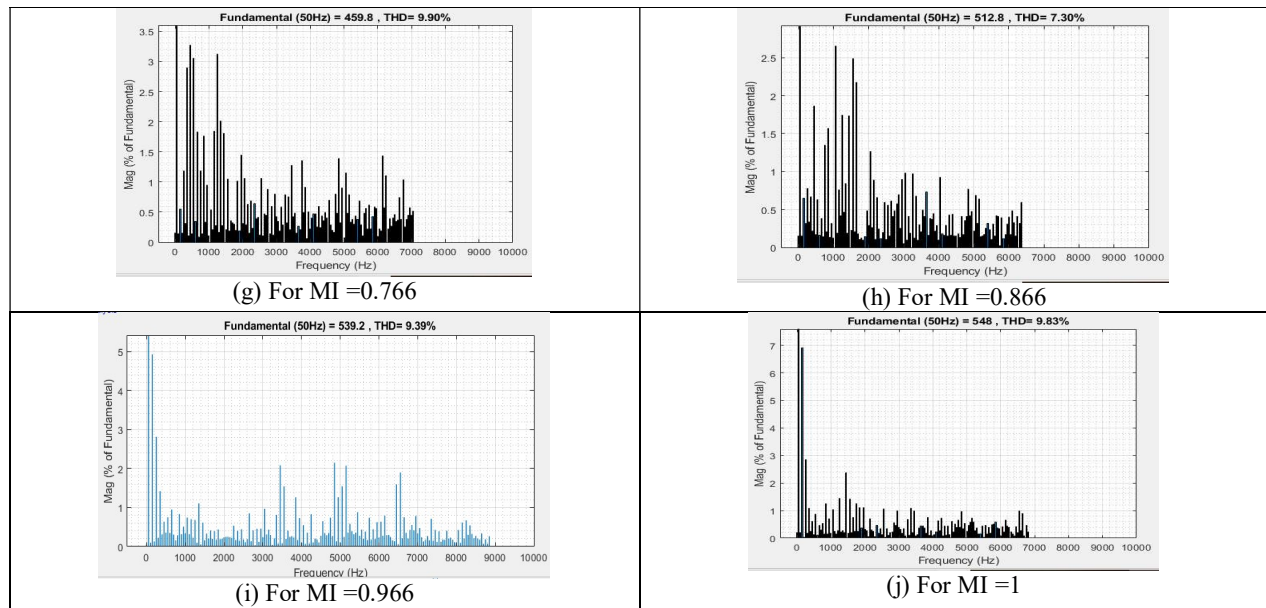 Fundamental (50Hz) = 459.8 , THD= 9.90%
3.5
3
2.5
2
1.5
1
0.5
0
Mag (% of Fundamental)
0 1000 2000 3000 4000 5000 6000 7000 8000 9000 10000
Frequency (Hz)
(g) For MI =0.766
Fundamental (50Hz) = 512.8 , THD= 7.30%
2.5
2
1.5
1
0.5
0
Mag (% of Fundamental)
0 1000 2000 3000 4000 5000 6000 7000 8000 9000 10000
Frequency (Hz)
(h) For MI =0.866
Fundamental (50Hz) = 539.2 , THD= 9.39%
5
4
3
2
1
0
Mag (% of Fundamental)
0 1000 2000 3000 4000 5000 6000 7000 8000 9000 10000
Frequency (Hz)
(i) For MI =0.966
Fundamental (50Hz) = 548 , THD= 9.83%
7
6
5
4
3
2
1
0
Mag (% of Fundamental)
0 1000 2000 3000 4000 5000 6000 7000 8000 9000 10000
Frequency (Hz)
(j) For MI =1